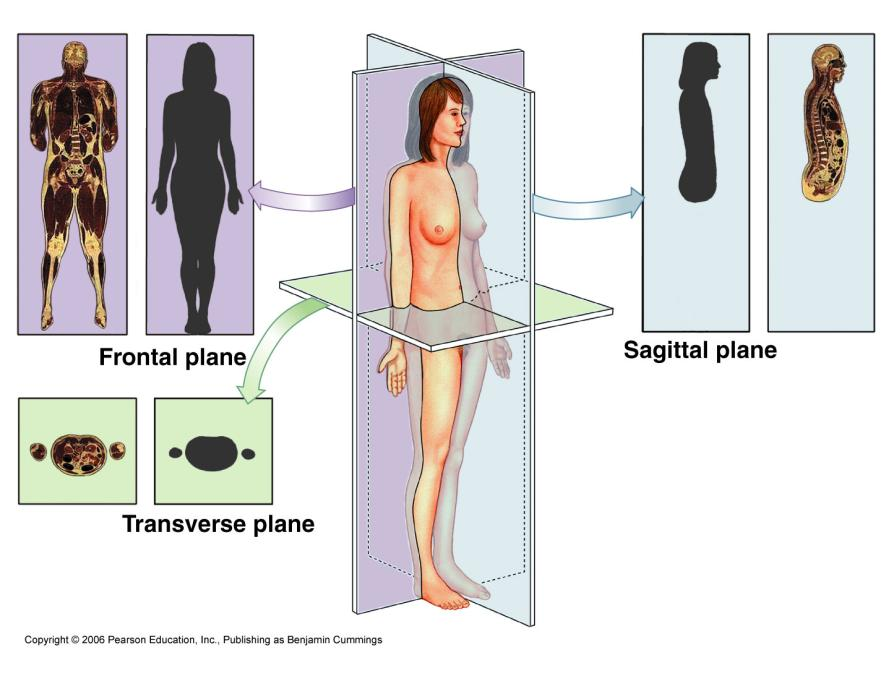 Frontal plane
Sagittal plane
Transverse plane
Copyright © 2006 Pearson Education, Inc., Publishing as Benjamin Cummings